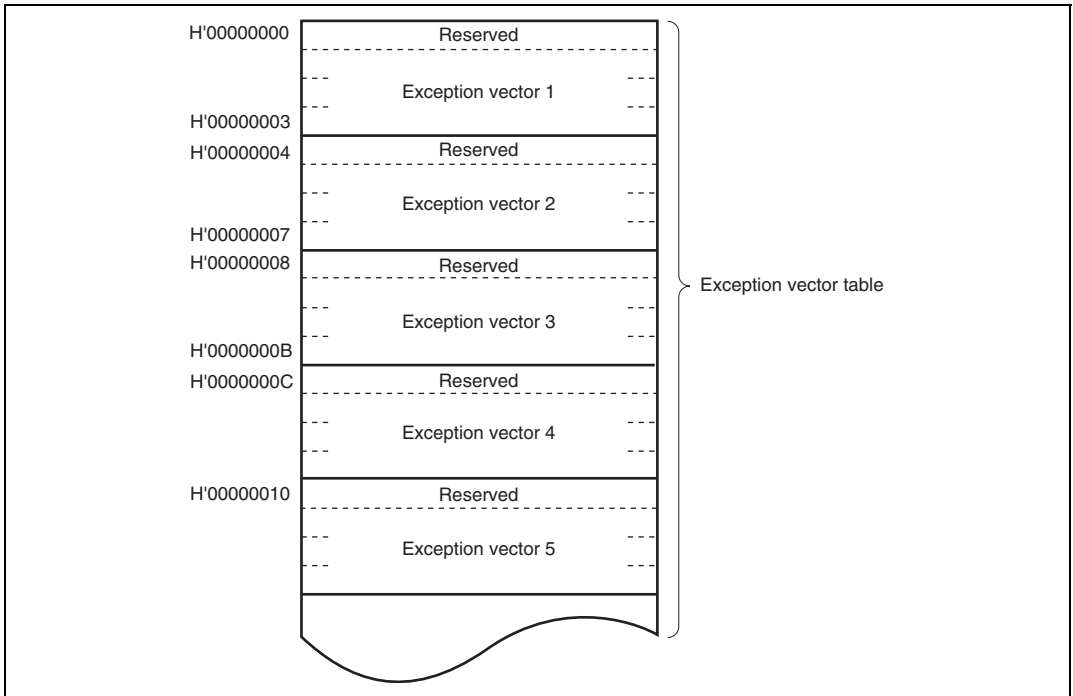 H'00000000
Reserved
Exception vector 1
H'00000003
H'00000004
Reserved
Exception vector 2
H'00000007
H'00000008
Reserved
Exception vector table
Exception vector 3
H'0000000B
H'0000000C
Reserved
Exception vector 4
H'00000010
Reserved
Exception vector 5